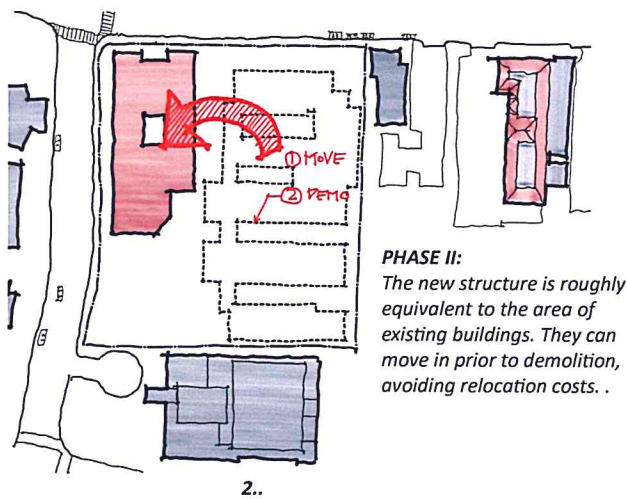 ① MOVE
② DEMO
PHASE II:
The new structure is roughly
equivalent to the area of
existing buildings. They can
move in prior to demolition,
avoiding relocation costs. .
2..